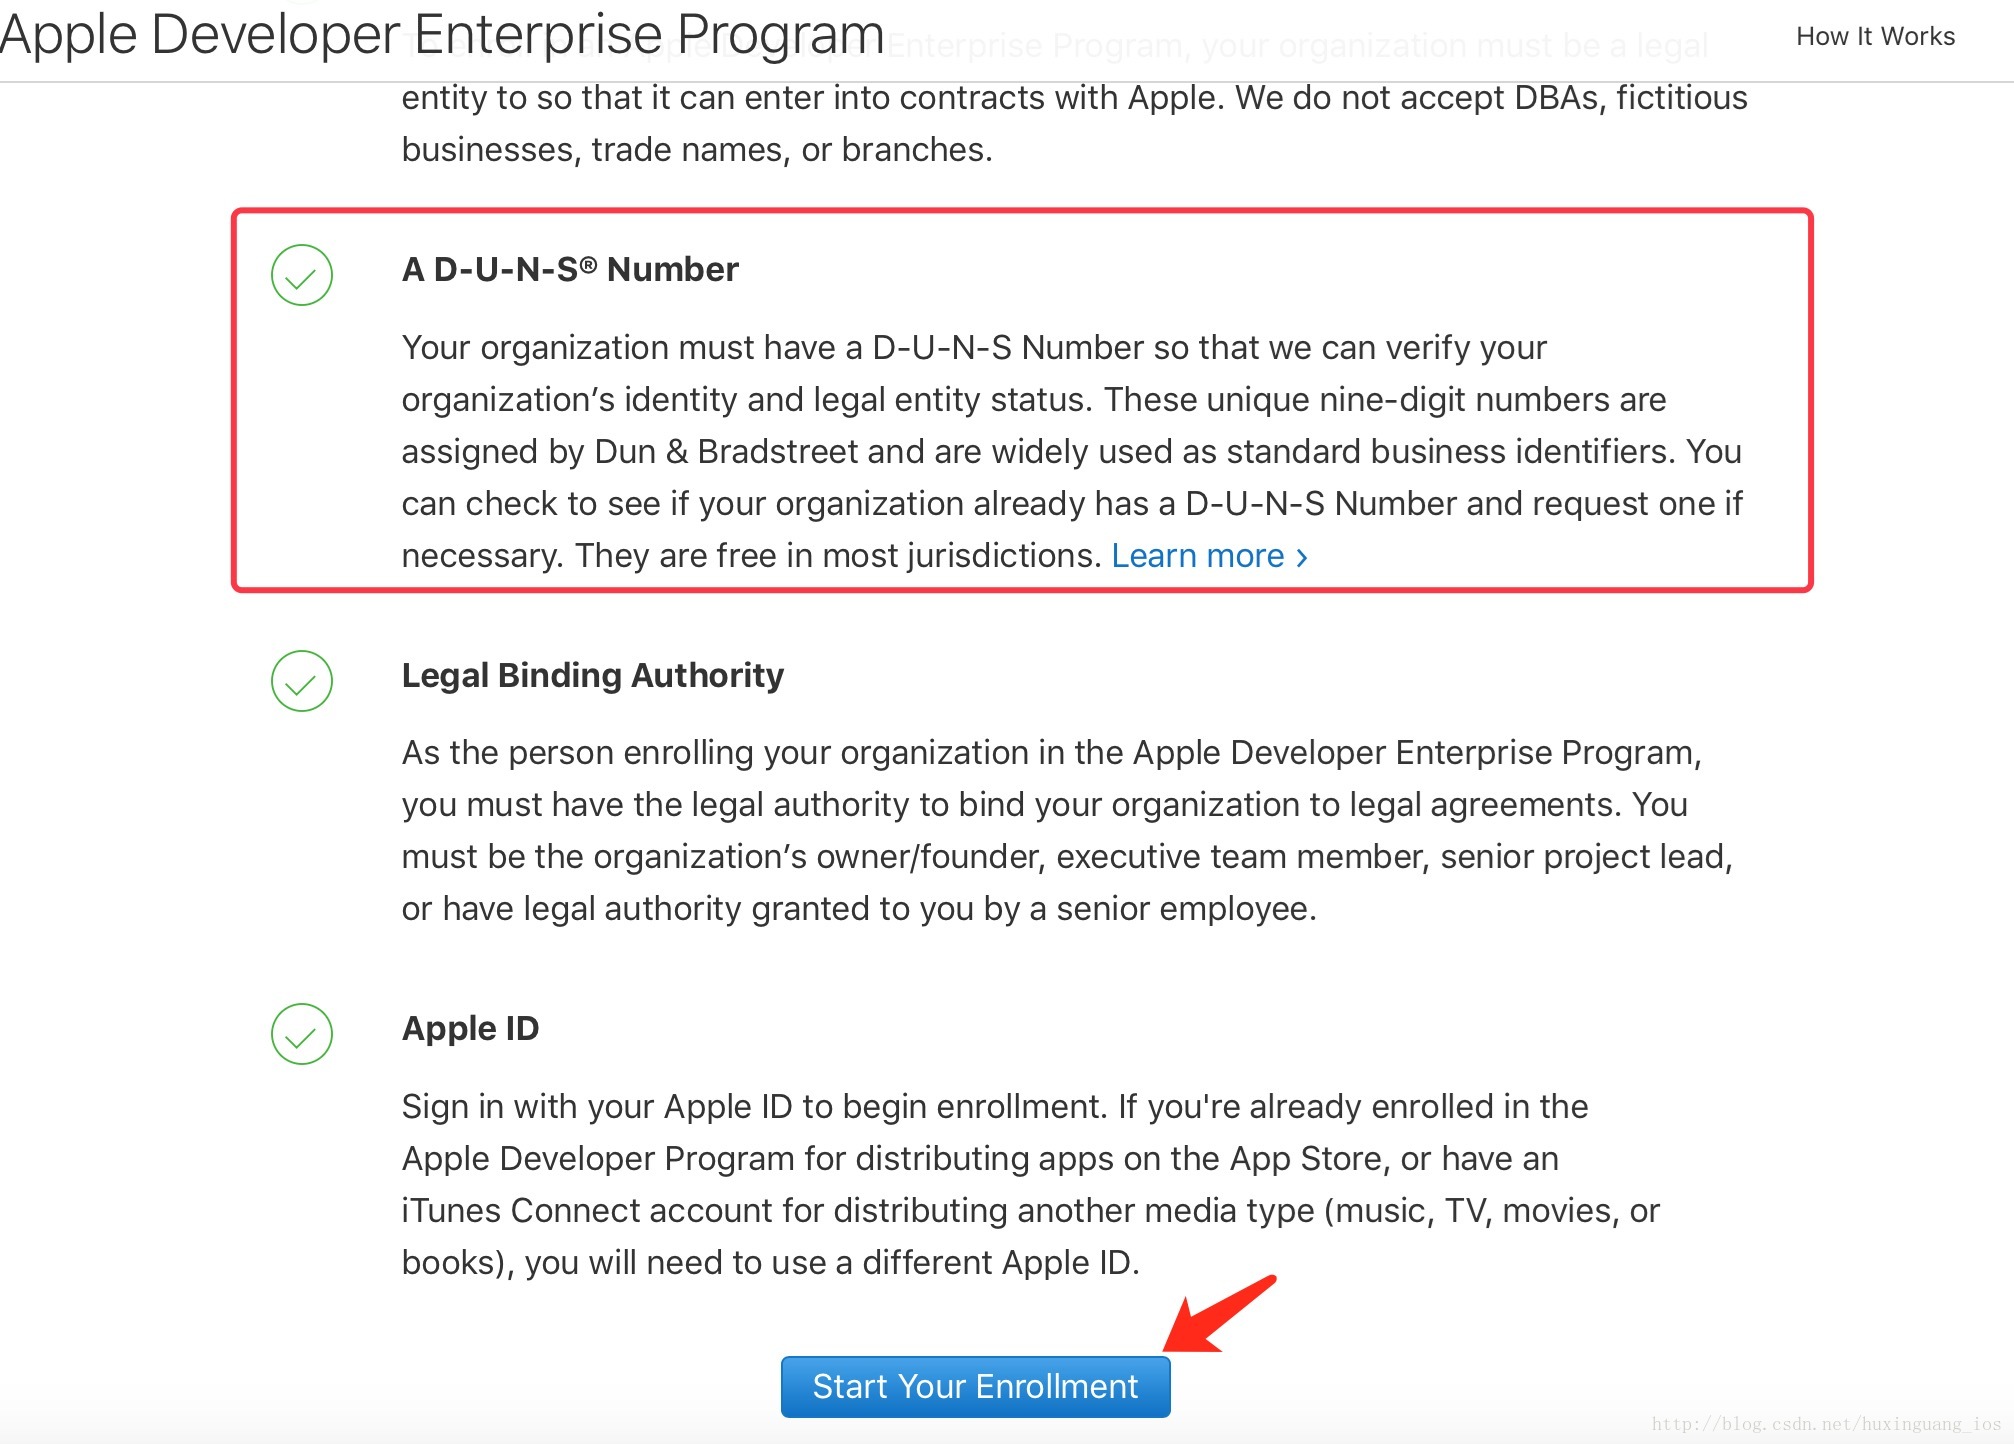 Apple Developer Enterprise Program
How It Works
To enroll in an Apple Developer Enterprise Program, your organization must be a legal
entity to so that it can enter into contracts with Apple. We do not accept DBAs, fictitious
businesses, trade names, or branches.
A D-U-N-S® Number
Your organization must have a D-U-N-S Number so that we can verify your
organization’s identity and legal entity status. These unique nine-digit numbers are
assigned by Dun & Bradstreet and are widely used as standard business identifiers. You
can check to see if your organization already has a D-U-N-S Number and request one if
necessary. They are free in most jurisdictions. Learn more ›
Legal Binding Authority
As the person enrolling your organization in the Apple Developer Enterprise Program,
you must have the legal authority to bind your organization to legal agreements. You
must be the organization’s owner/founder, executive team member, senior project lead,
or have legal authority granted to you by a senior employee.
Apple ID
Sign in with your Apple ID to begin enrollment. If you're already enrolled in the
Apple Developer Program for distributing apps on the App Store, or have an
iTunes Connect account for distributing another media type (music, TV, movies, or
books), you will need to use a different Apple ID.
Start Your Enrollment
http://blog.csdn.net/huxinguang_ios